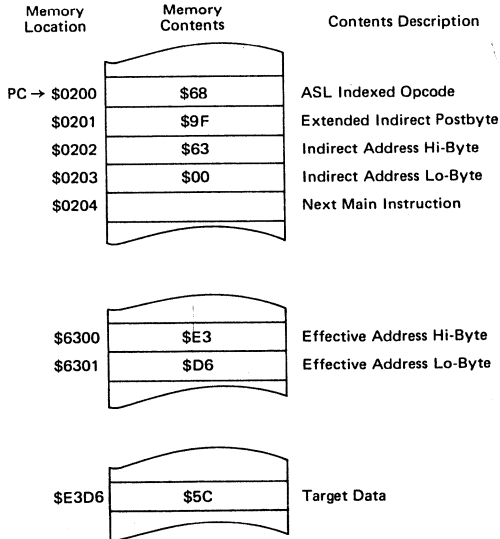 Memory Location Memory Contents Contents Description
PC → $0200 $68 ASL Indexed Opcode
$0201 $9F Extended Indirect Postbyte
$0202 $63 Indirect Address Hi-Byte
$0203 $00 Indirect Address Lo-Byte
$0204 Next Main Instruction
$6300 $E3 Effective Address Hi-Byte
$6301 $D6 Effective Address Lo-Byte
$E3D6 $5C Target Data